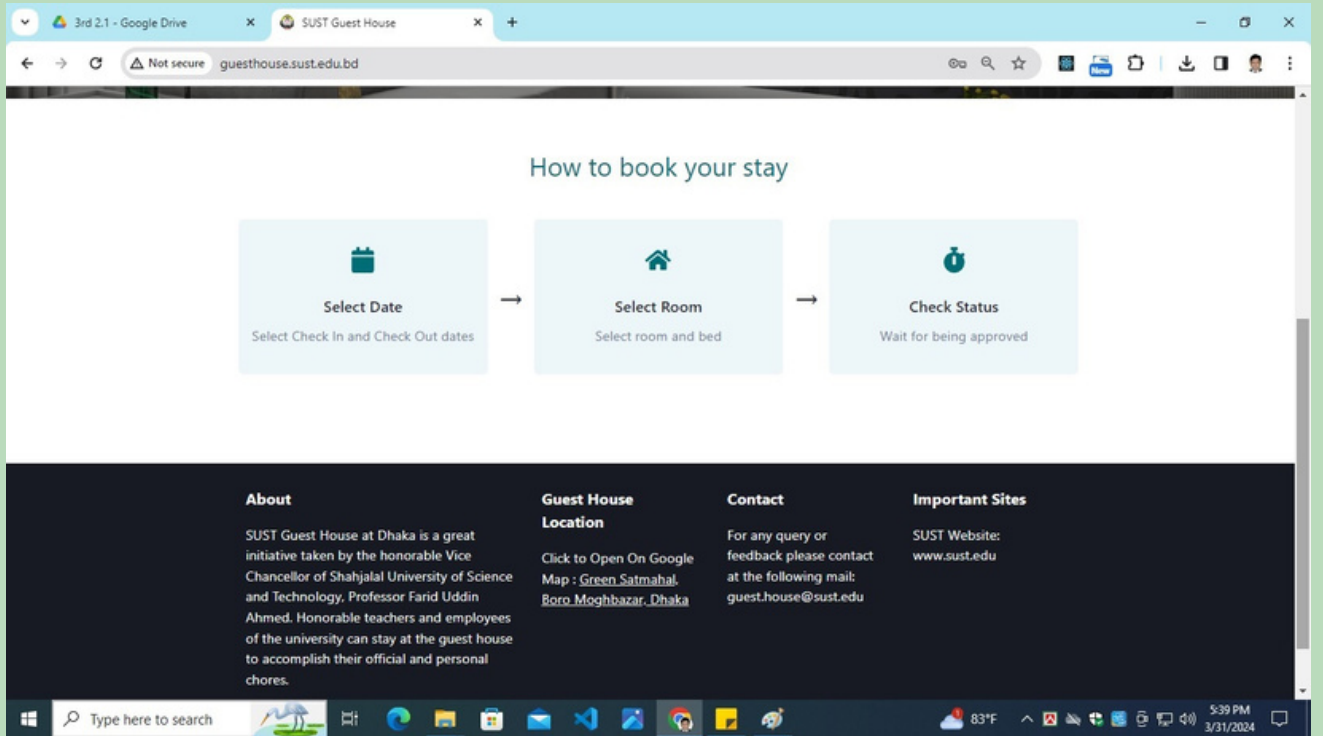 3rd 2.1 - Google Drive
SUST Guest House
Not secure
guesthouse.sust.edu.bd
New
How to book your stay
Select Date
Select Check In and Check Out dates
→
Select Room
Select room and bed
→
Check Status
Wait for being approved
About
SUST Guest House at Dhaka is a great
initiative taken by the honorable Vice
Chancellor of Shahjalal University of Science
and Technology, Professor Farid Uddin
Ahmed. Honorable teachers and employees
of the university can stay at the guest house
to accomplish their official and personal
chores.
Guest House
Location
Click to Open On Google
Map : Green Satmahal,
Boro Moghbazar, Dhaka
Contact
For any query or
feedback please contact
at the following mail:
guest.house@sust.edu
Important Sites
SUST Website:
www.sust.edu
Type here to search
83°F
5:39 PM
3/31/2024